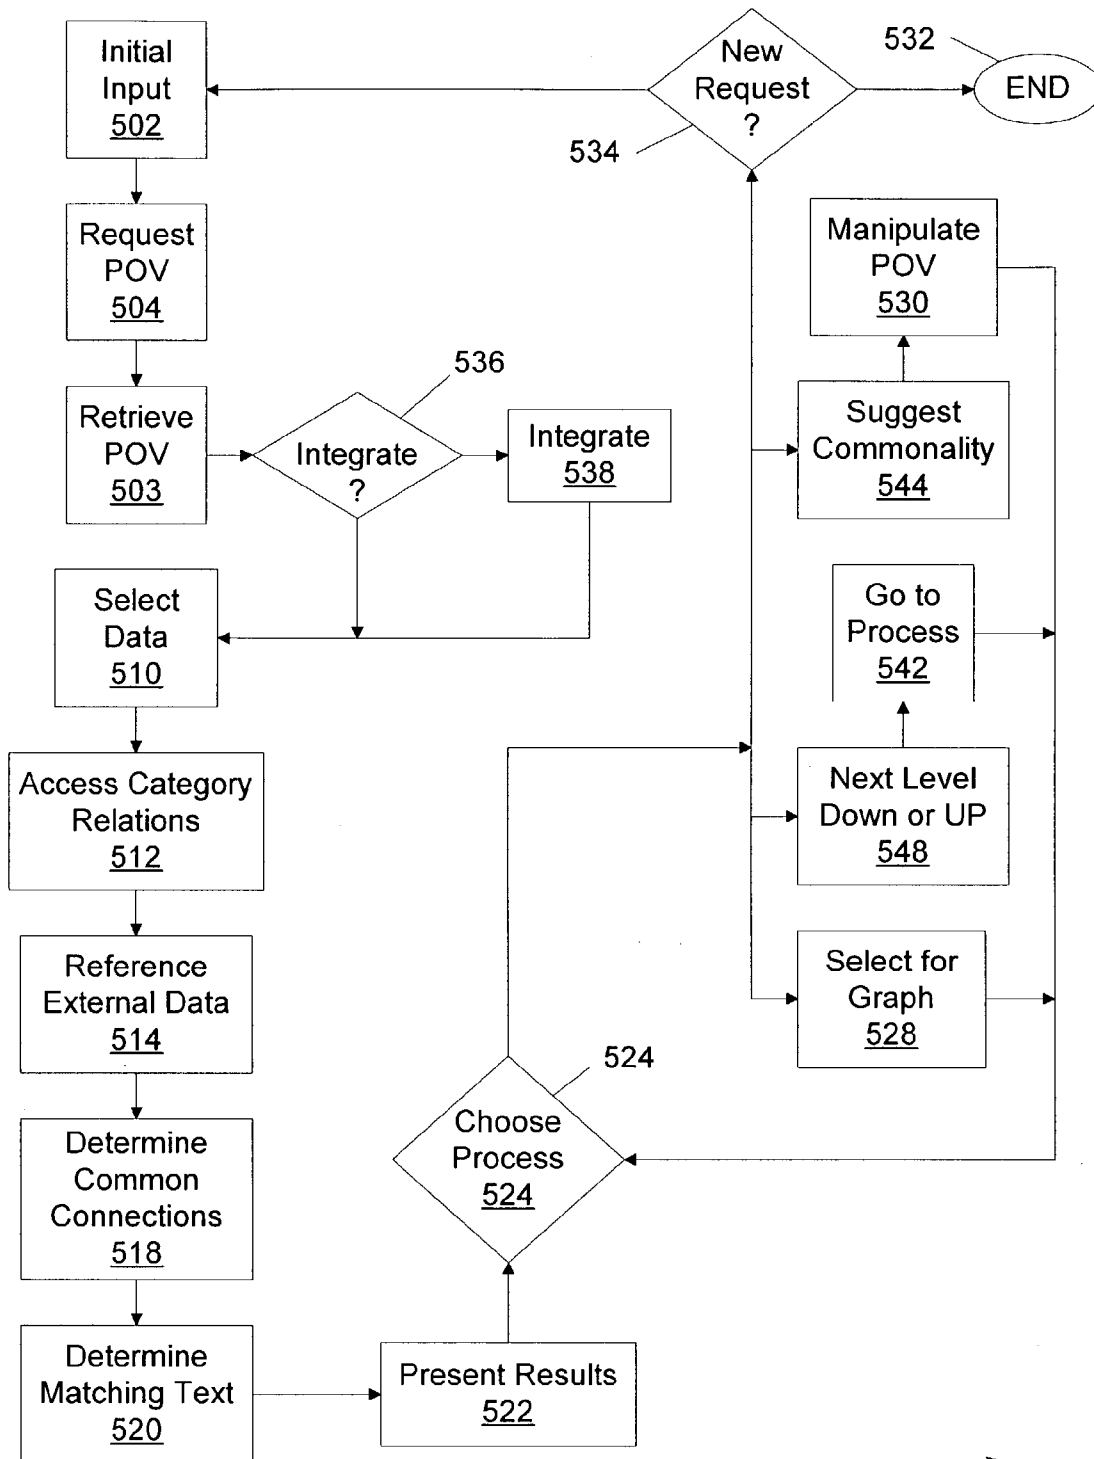 Initial
Input
502
New
Request
?
534
532
END
Request
POV
504
Manipulate
POV
530
Retrieve
POV
503
Integrate
?
536
Integrate
538
Suggest
Commonality
544
Select
Data
510
Go to
Process
542
Access Category
Relations
512
Next Level
Down or UP
548
Reference
External Data
514
Select for
Graph
528
Determine
Common
Connections
518
Choose
Process
524
524
Determine
Matching Text
520
Present Results
522